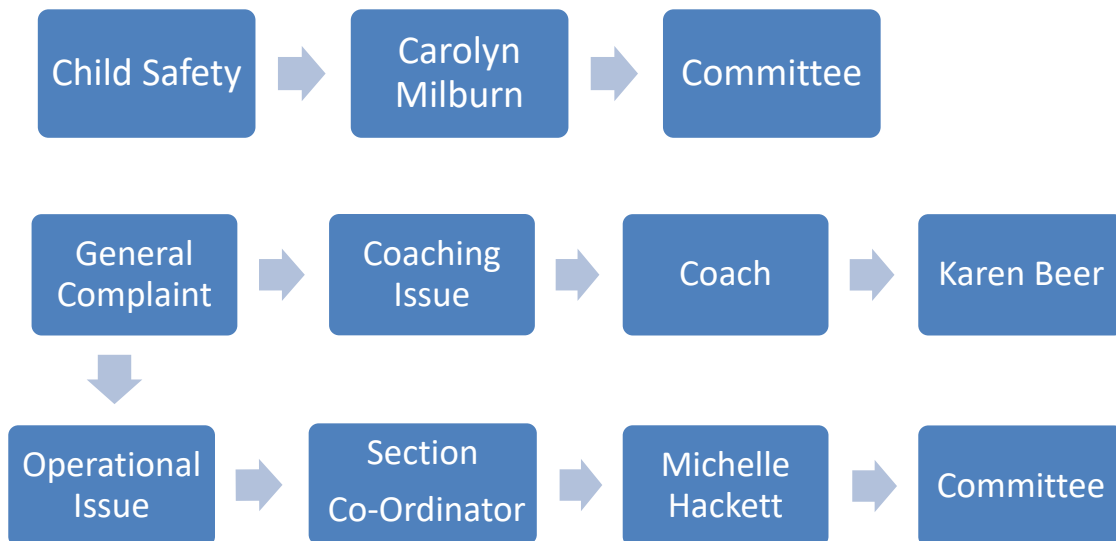 Child Safety
Carolyn
Milburn
Committee
General
Complaint
Coaching
Issue
Coach
Karen Beer
Operational
Issue
Section
Co-Ordinator
Michelle
Hackett
Committee